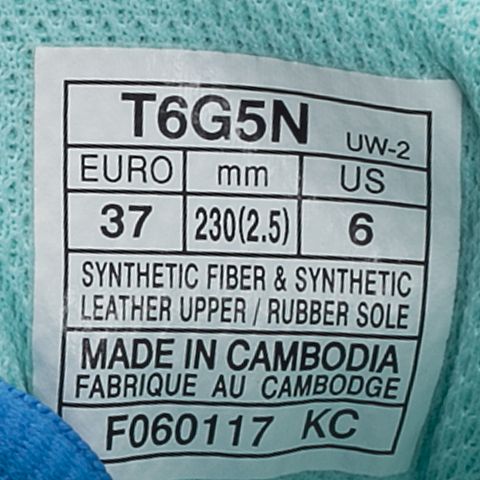 T6G5N UW-2
EURO mm US
37 230(2.5) 6
SYNTHETIC FIBER & SYNTHETIC
LEATHER UPPER / RUBBER SOLE
MADE IN CAMBODIA
FABRIQUE AU CAMBODGE
F060117 KC